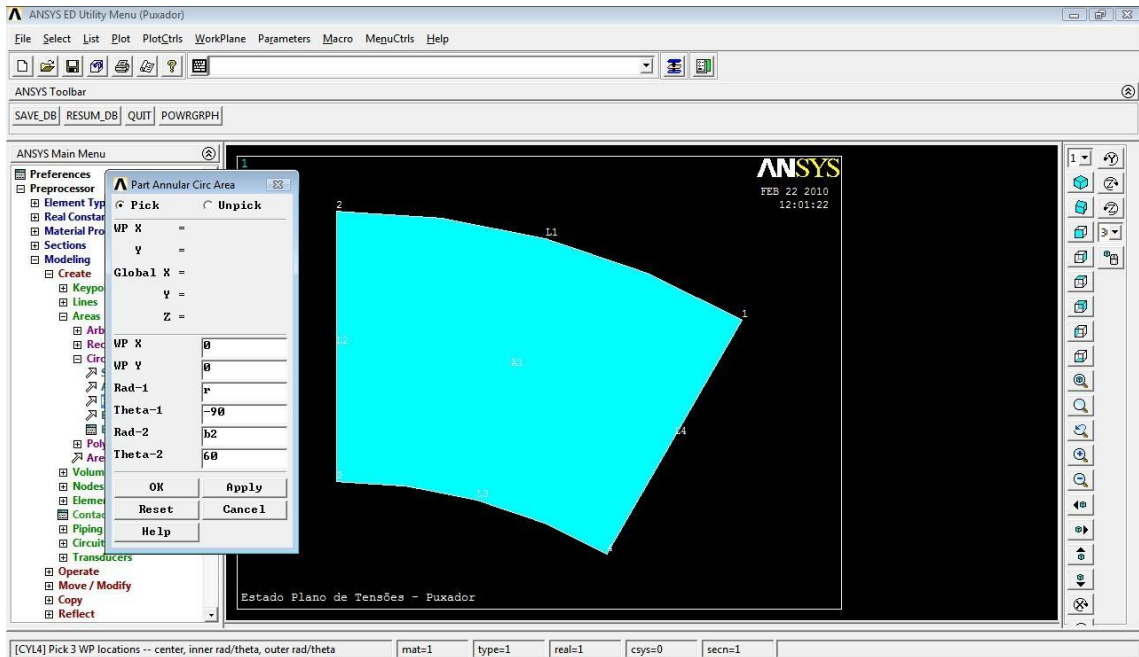 ANSYS ED Utility Menu (Puxador)
File Select List Plot PlotCtrls WorkPlane Parameters Macro MenuCtrls Help
ANSYS Toolbar
SAVE_DB RESUM_DB QUIT POWRGRPH
ANSYS Main Menu
Preferences
Preprocessor
Element Typ
Real Constar
Material Pro
Sections
Modeling
Create
Keypo
Lines
Areas
Arb
Rec
Circ
Poly
Are
Volum
Nodes
Eleme
Contac
Piping
Circuit
Transducers
Operate
Move / Modify
Copy
Reflect
Part Annular Circ Area
Pick Unpick
WP X =
Y =
Global X =
Y =
Z =
WP X 0
WP Y 0
Rad-1 r
Theta-1 -90
Rad-2 b2
Theta-2 60
OK Apply
Reset Cancel
Help
1
ANSYS
FEB 22 2010
12:01:22
2
L1
1
L2
A1
L4
3
L3
Estado Plano de Tensões - Puxador
1
[CYL4] Pick 3 WP locations -- center, inner rad/theta, outer rad/theta
mat=1 type=1 real=1 csys=0 secn=1